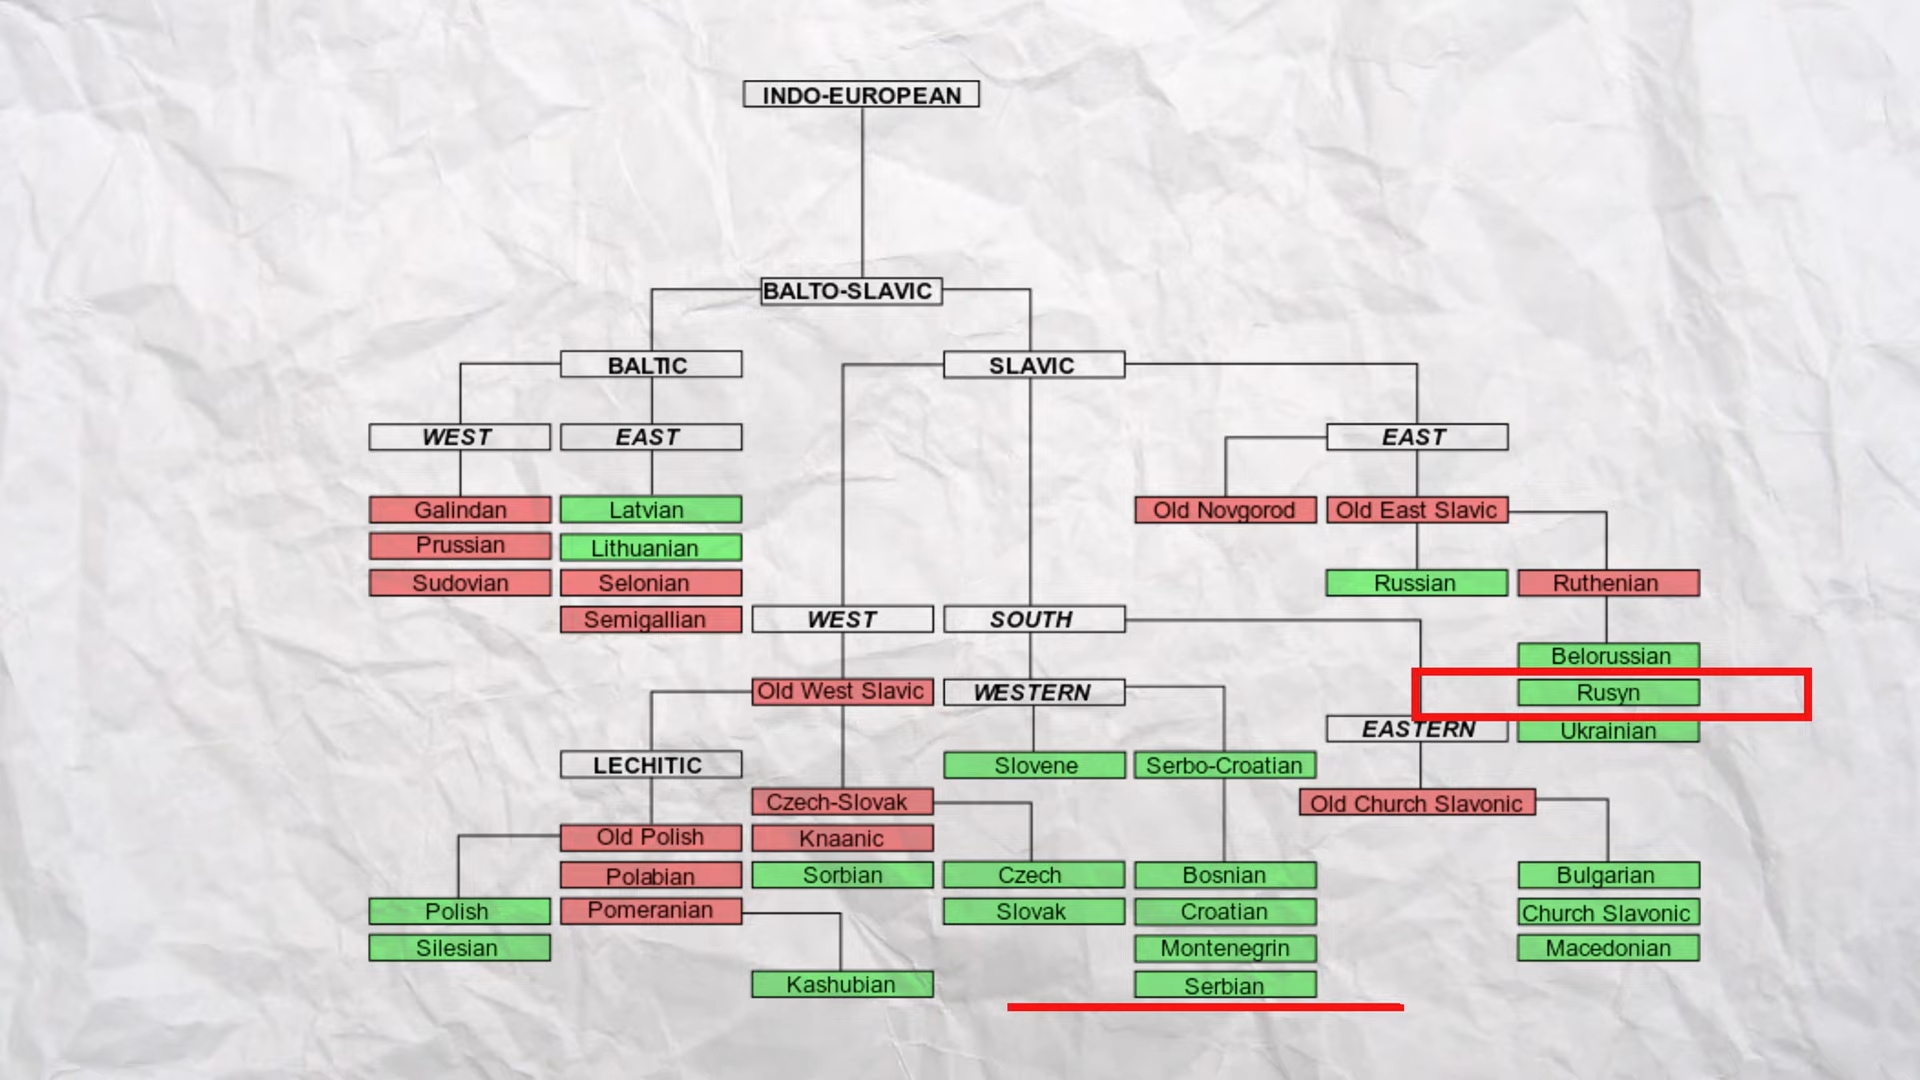 INDO-EUROPEAN
BALTO-SLAVIC
BALTIC
SLAVIC
WEST
EAST
EAST
Galindan
Latvian
Old Novgorod
Old East Slavic
Prussian
Lithuanian
Sudovian
Selonian
Russian
Ruthenian
Semigallian
WEST
SOUTH
Belorussian
Old West Slavic
WESTERN
Rusyn
EASTERN
Ukrainian
LECHITIC
Slovene
Serbo-Croatian
Czech-Slovak
Old Church Slavonic
Old Polish
Knaanic
Polabian
Sorbian
Czech
Bosnian
Bulgarian
Polish
Pomeranian
Slovak
Croatian
Church Slavonic
Silesian
Montenegrin
Macedonian
Kashubian
Serbian